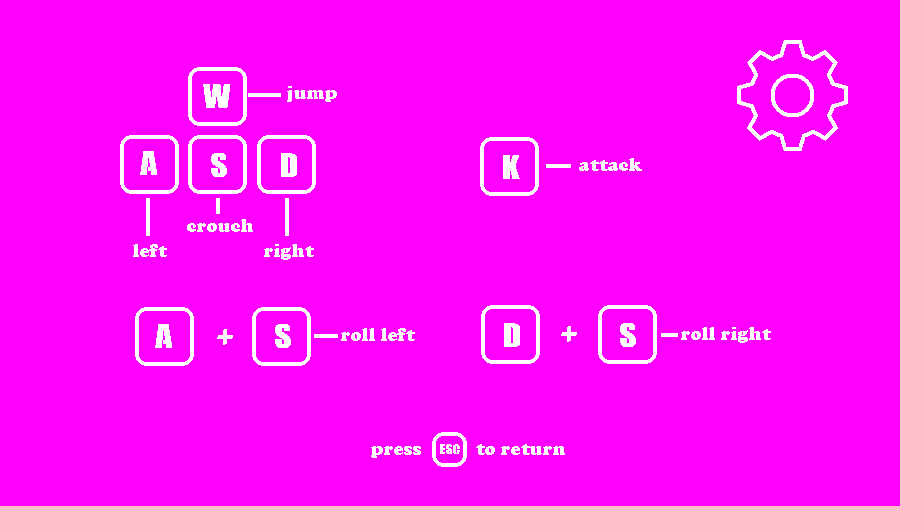 W jump
A S D
K attack
crouch
left right
A + S roll left
D + S roll right
press ESC to return